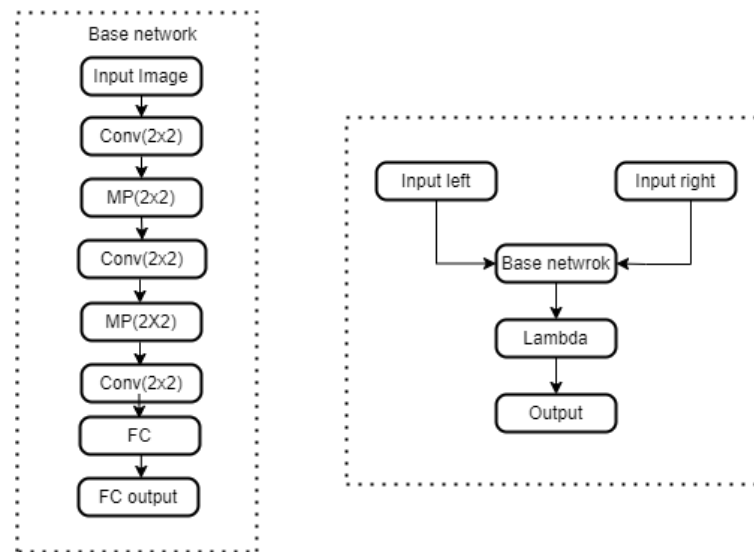 Base network
Input Image
Conv(2x2)
MP(2x2)
Conv(2x2)
MP(2X2)
Conv(2x2)
FC
FC output
Input left
Input right
Base netwrok
Lambda
Output